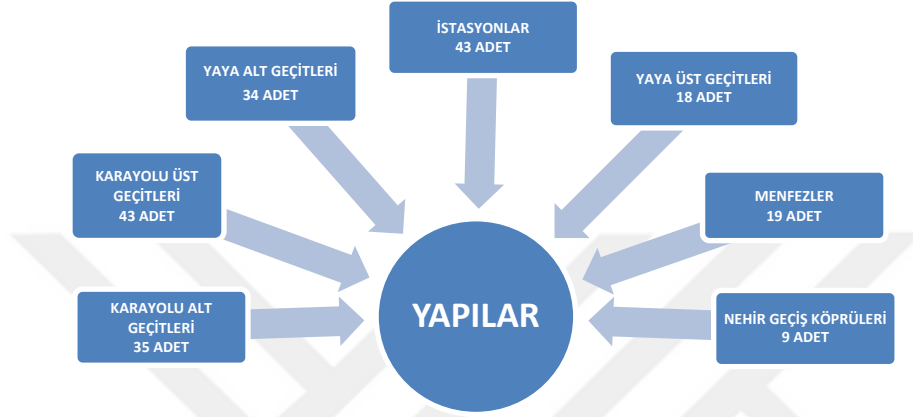 İSTASYONLAR
43 ADET
YAYA ALT GEÇİTLERİ
34 ADET
YAYA ÜST GEÇİTLERİ
18 ADET
KARAYOLU ÜST
GEÇİTLERİ
43 ADET
MENFEZLER
19 ADET
KARAYOLU ALT
GEÇİTLERİ
35 ADET
YAPILAR
NEHİR GEÇİŞ KÖPRÜLERİ
9 ADET